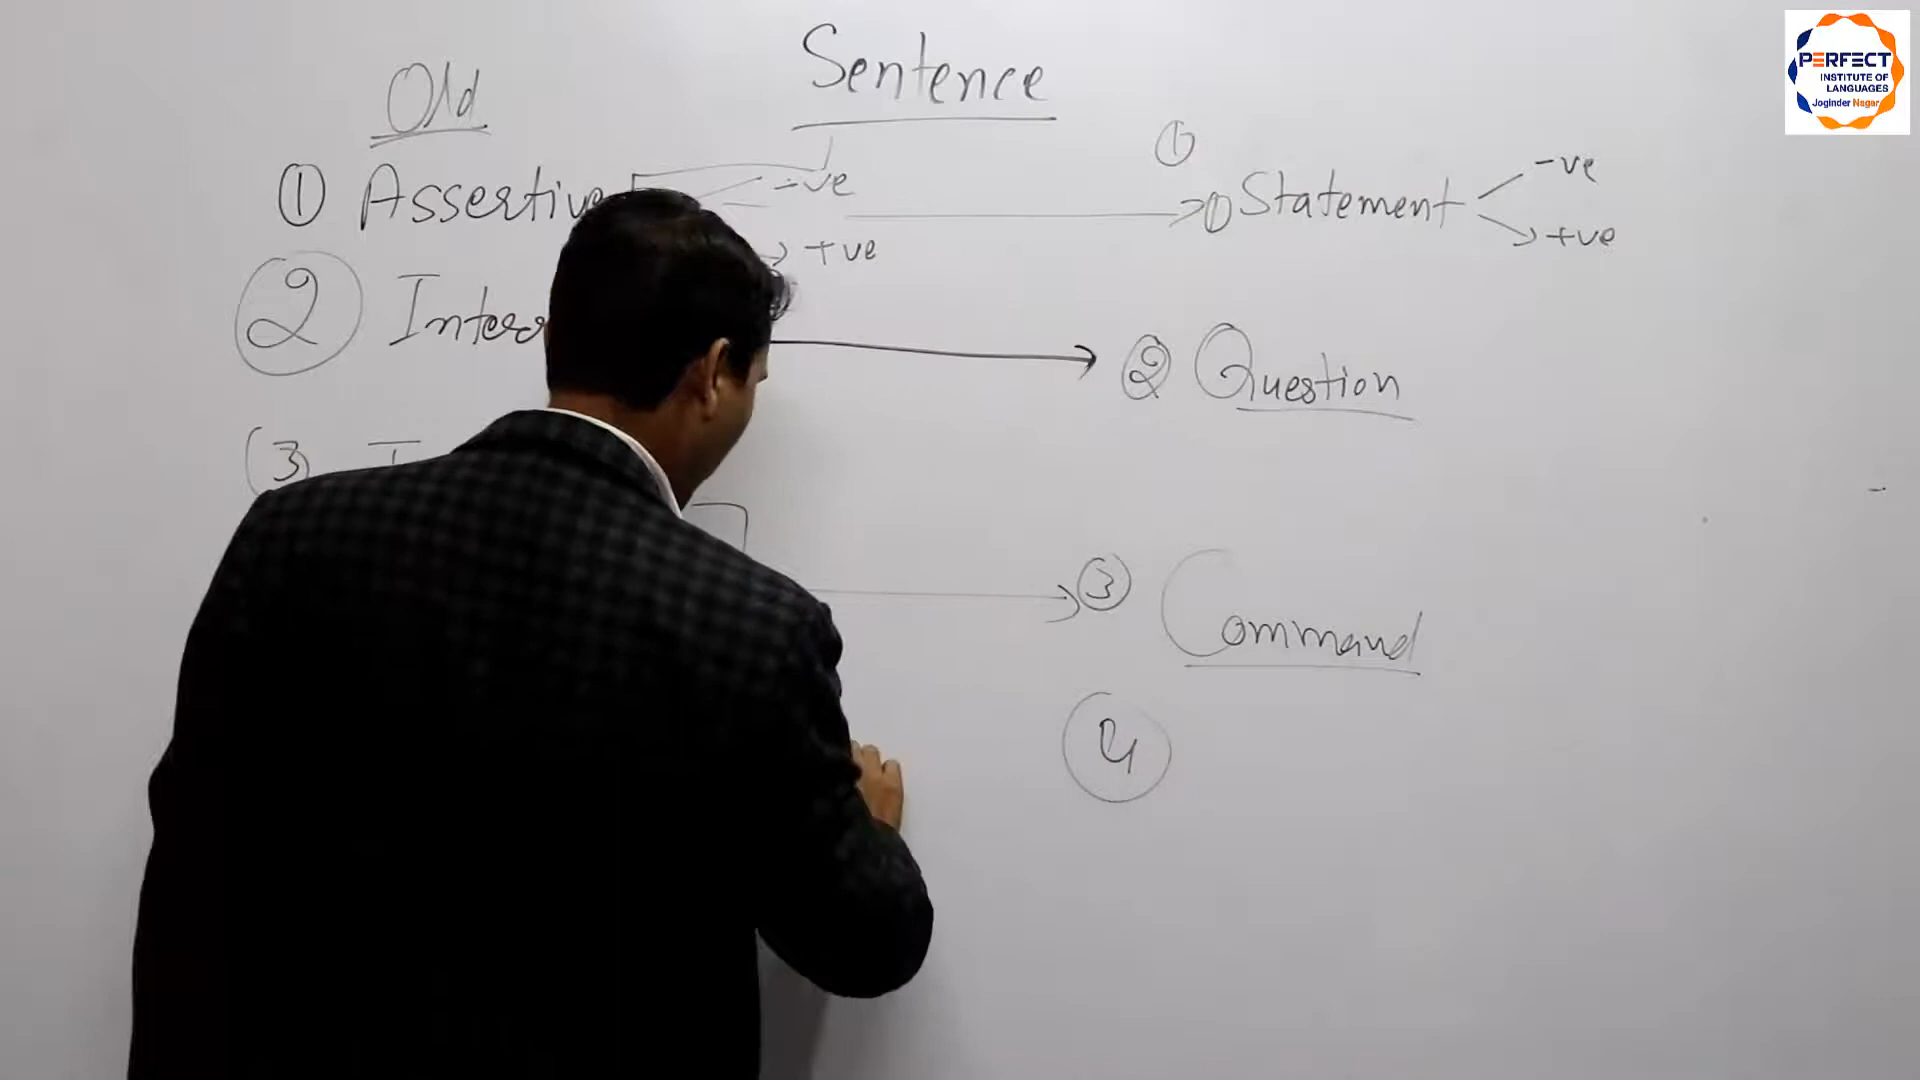 Sentence
Old
① Assertive
-ve
+ve
①
① Statement
-ve
+ve
②
② Question
③
③ Command
④
PERFECT
INSTITUTE OF
LANGUAGES
Joginder Nagar